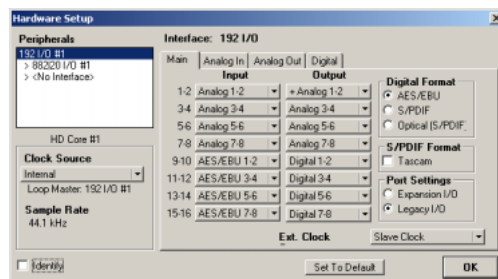 Hardware Setup
Peripherals
192 I/O #1
> 882|20 I/O #1
> <No Interface>
HD Core #1
Clock Source
Internal
Loop Master: 192 I/O #1
Sample Rate
44.1 kHz
Identify
Interface: 192 I/O
Main Analog In Analog Out Digital
Input Output
1-2 Analog 1-2 + Analog 1-2
3-4 Analog 3-4 Analog 3-4
5-6 Analog 5-6 Analog 5-6
7-8 Analog 7-8 Analog 7-8
9-10 AES/EBU 1-2 Digital 1-2
11-12 AES/EBU 3-4 Digital 3-4
13-14 AES/EBU 5-6 Digital 5-6
15-16 AES/EBU 7-8 Digital 7-8
Digital Format
AES/EBU
S/PDIF
Optical (S/PDIF)
S/PDIF Format
Tascam
Port Settings
Expansion I/O
Legacy I/O
Ext. Clock Slave Clock
Set To Default OK